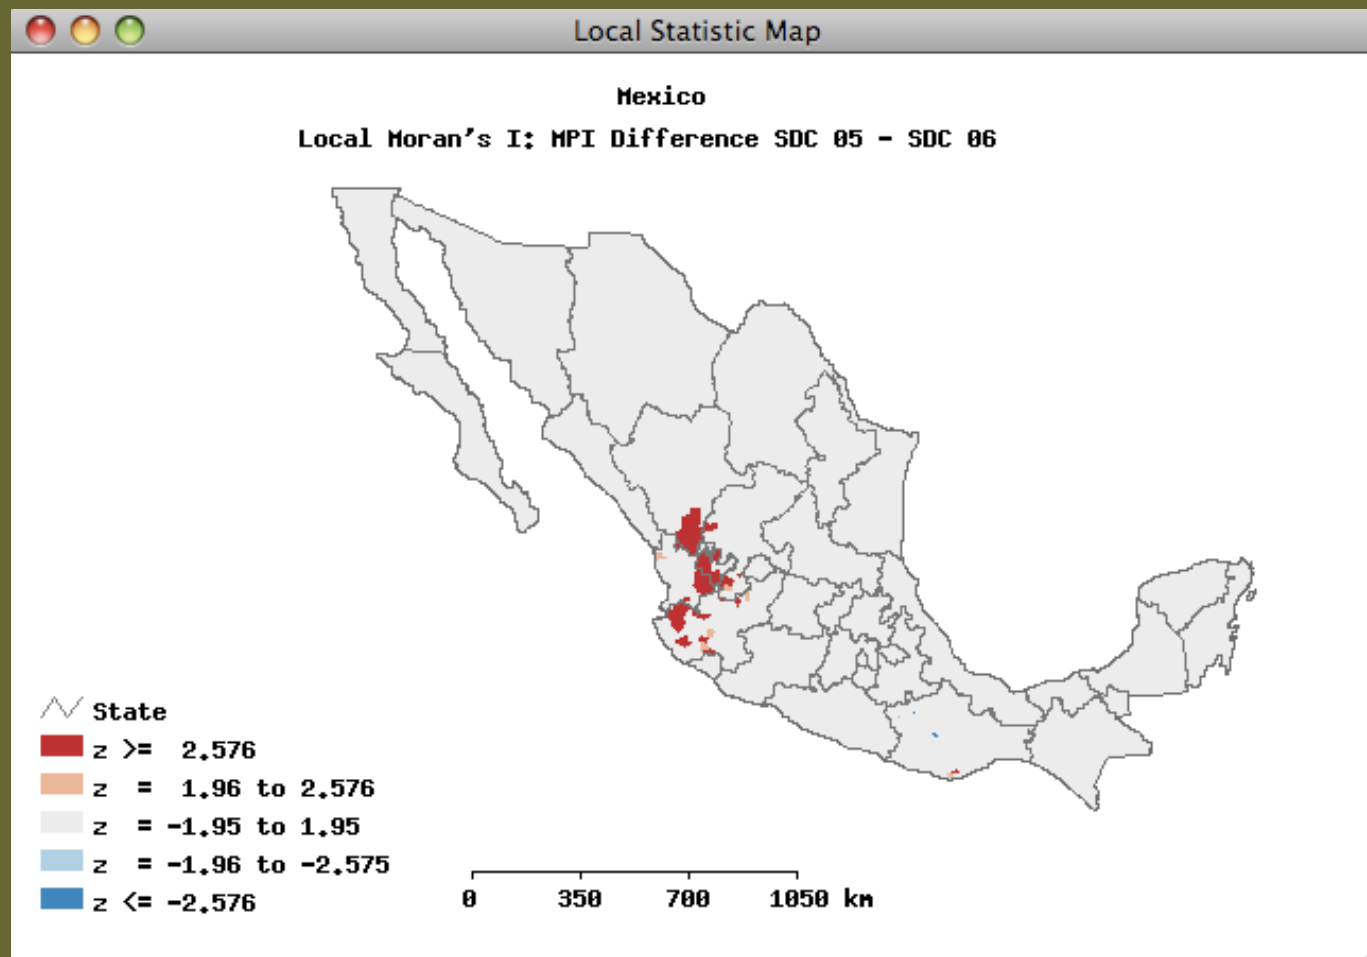 Local Statistic Map
Mexico
Local Moran's I: MPI Difference SDC 05 - SDC 06
State
z >= 2.576
z = 1.96 to 2.576
z = -1.95 to 1.95
z = -1.96 to -2.575
z <= -2.576
0 350 700 1050 km